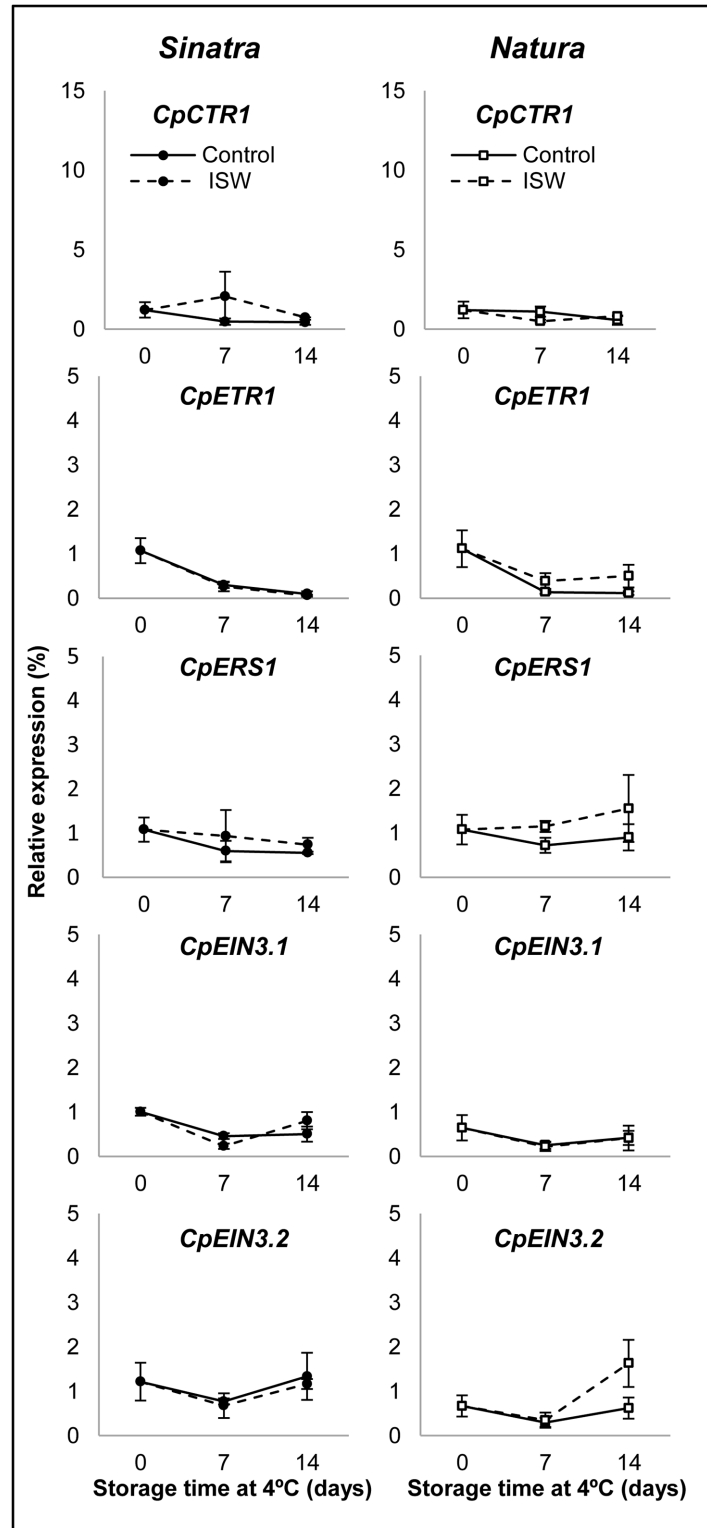 Sinatra
Natura
15
10
5
0
CpCTR1
Control
ISW
0 7 14
15
10
5
0
CpCTR1
Control
ISW
0 7 14
Relative expression (%)
5
4
3
2
1
0
CpETR1
0 7 14
5
4
3
2
1
0
CpETR1
0 7 14
5
4
3
2
1
0
CpERS1
0 7 14
5
4
3
2
1
0
CpERS1
0 7 14
5
4
3
2
1
0
CpEIN3.1
0 7 14
5
4
3
2
1
0
CpEIN3.1
0 7 14
5
4
3
2
1
0
CpEIN3.2
0 7 14
Storage time at 4ºC (days)
5
4
3
2
1
0
CpEIN3.2
0 7 14
Storage time at 4ºC (days)